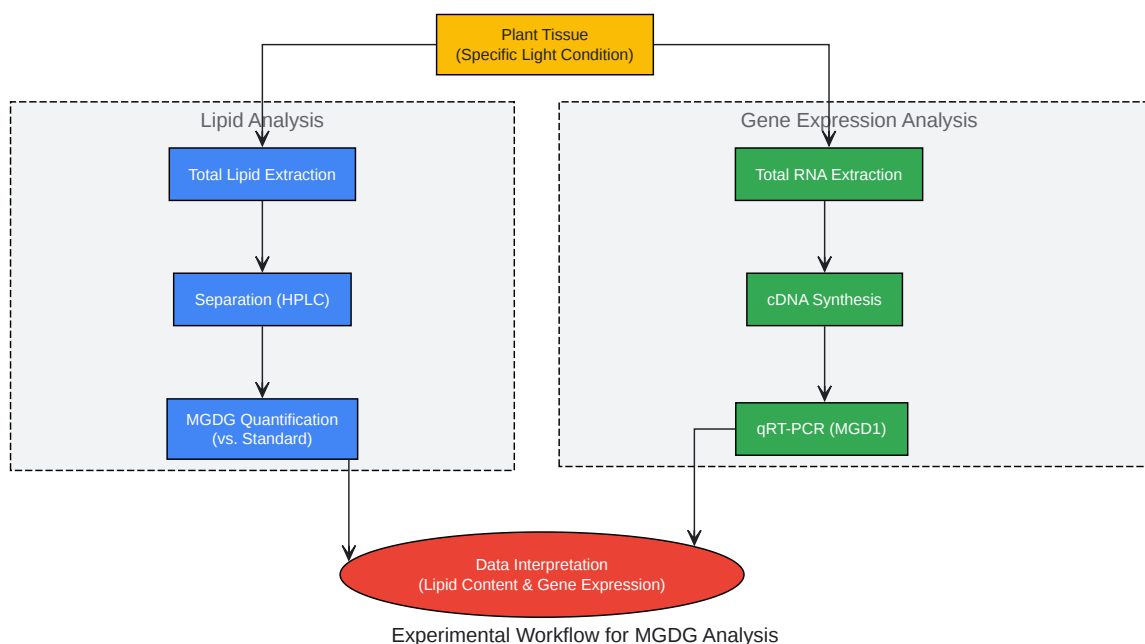 Plant Tissue
(Specific Light Condition)
Lipid Analysis
Total Lipid Extraction
Separation (HPLC)
MGDG Quantification
(vs. Standard)
Gene Expression Analysis
Total RNA Extraction
cDNA Synthesis
qRT-PCR (MGD1)
Data Interpretation
(Lipid Content & Gene Expression)
Experimental Workflow for MGDG Analysis